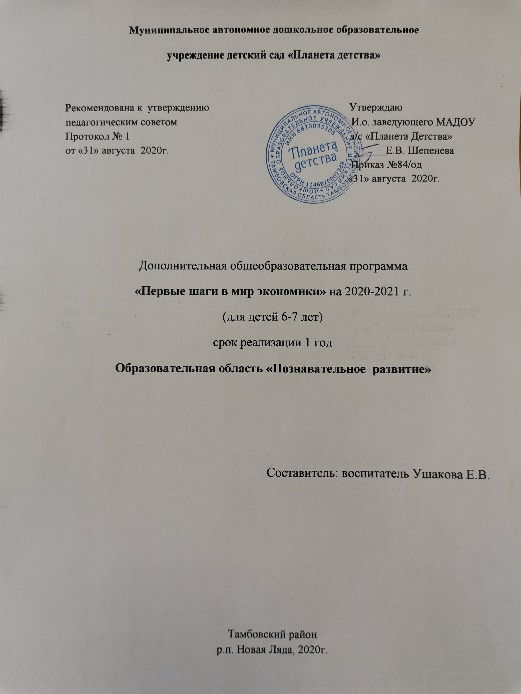 Муниципальное автономное дошкольное образовательное
учреждение детский сад «Планета детства»
Рекомендована к утверждению
педагогическим советом
Протокол № 1
от «31» августа 2020г.
Утверждаю
И.о. заведующего МАДОУ
д/с «Планета Детства»
Е.В. Шепенева
Приказ №84/од
«31» августа 2020г.
"Планета
детства"
Дополнительная общеобразовательная программа
«Первые шаги в мир экономики» на 2020-2021 г.
(для детей 6-7 лет)
срок реализации 1 год
Образовательная область «Познавательное развитие»
Составитель: воспитатель Ушакова Е.В.
Тамбовский район
р.п. Новая Ляда, 2020г.